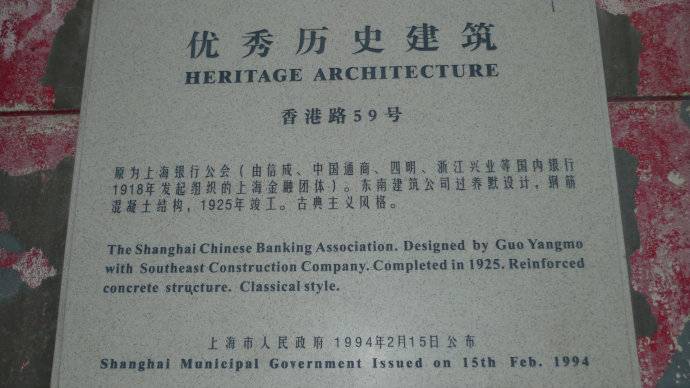 优秀历史建筑
HERITAGE ARCHITECTURE
香港路59号
原为上海银行公会（由信成、中国通商、四明、浙江兴业等国内银行
1918年发起组织的上海金融团体）。东南建筑公司过养默设计，钢筋
混凝土结构，1925年竣工。古典主义风格。
The Shanghai Chinese Banking Association. Designed by Guo Yangmo
with Southeast Construction Company. Completed in 1925. Reinforced
concrete structure. Classical style.
上海市人民政府 1994年2月15日公布
Shanghai Municipal Government Issued on 15th Feb. 1994